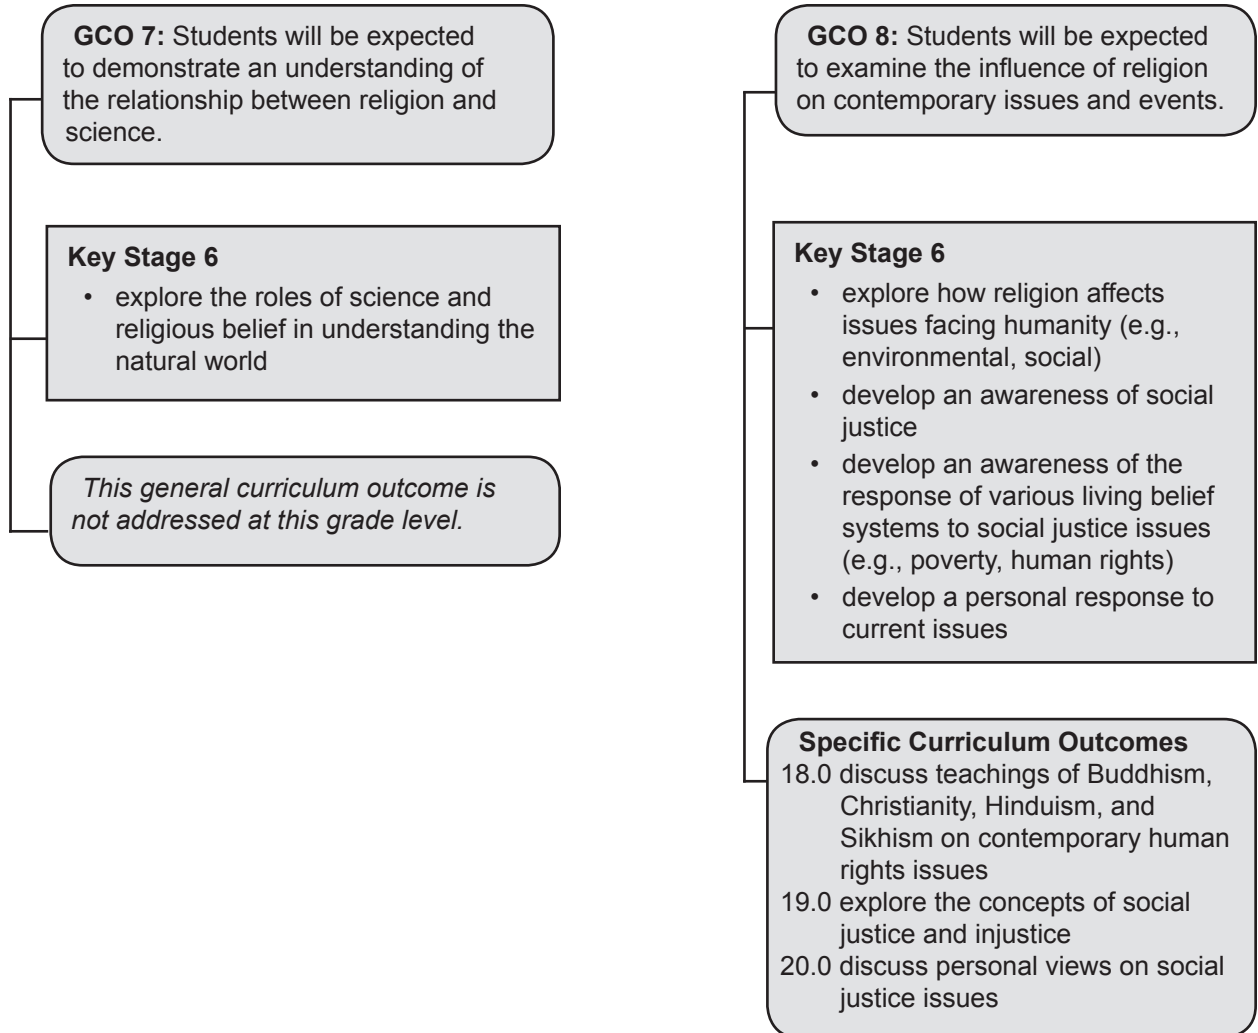 GCO 7: Students will be expected
to demonstrate an understanding of
the relationship between religion and
science.
Key Stage 6
• explore the roles of science and
religious belief in understanding the
natural world
This general curriculum outcome is
not addressed at this grade level.
GCO 8: Students will be expected
to examine the influence of religion
on contemporary issues and events.
Key Stage 6
• explore how religion affects
issues facing humanity (e.g.,
environmental, social)
• develop an awareness of social
justice
• develop an awareness of the
response of various living belief
systems to social justice issues
(e.g., poverty, human rights)
• develop a personal response to
current issues
Specific Curriculum Outcomes
18.0 discuss teachings of Buddhism,
Christianity, Hinduism, and
Sikhism on contemporary human
rights issues
19.0 explore the concepts of social
justice and injustice
20.0 discuss personal views on social
justice issues